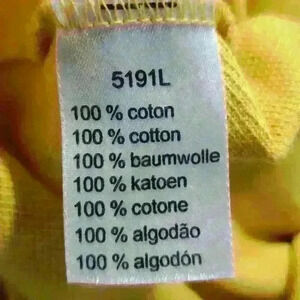 5191L
100 % coton
100 % cotton
100 % baumwolle
100 % katoen
100 % cotone
100 % algodão
100 % algodón